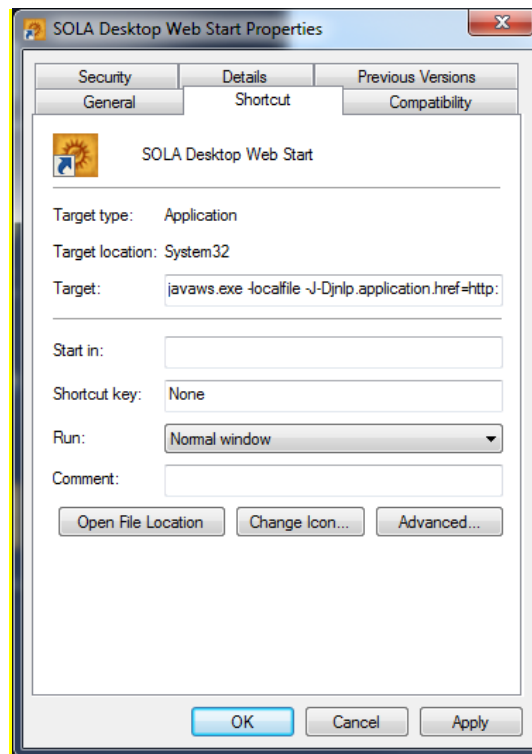 SOLA Desktop Web Start Properties
Security Details Previous Versions
General Shortcut Compatibility
SOLA Desktop Web Start
Target type: Application
Target location: System32
Target: javaws.exe -localfile -J-Djnlp.application.href=http:
Start in:
Shortcut key: None
Run: Normal window
Comment:
Open File Location Change Icon... Advanced...
OK Cancel Apply